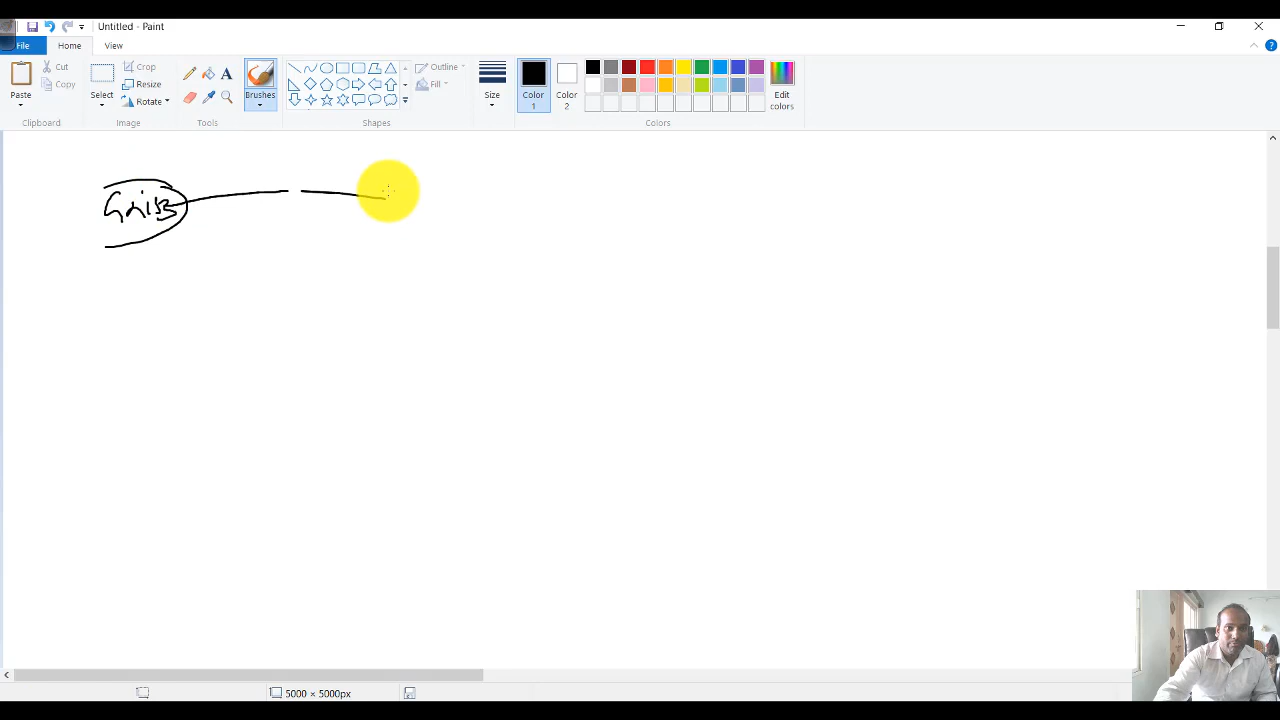 Untitled - Paint
File Home View
Paste
Cut
Copy
Clipboard
Select
Crop
Resize
Rotate
Image
A
Tools
Brushes
Outline
Fill
Shapes
Size
Color
1
Color
2
Edit
colors
Colors
?
5000 × 5000px